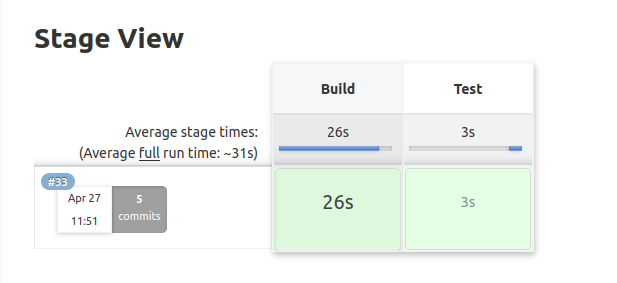 Stage View
Build Test
Average stage times: 26s 3s
(Average full run time: ~31s)
#33
Apr 27 5 26s 3s
11:51 commits